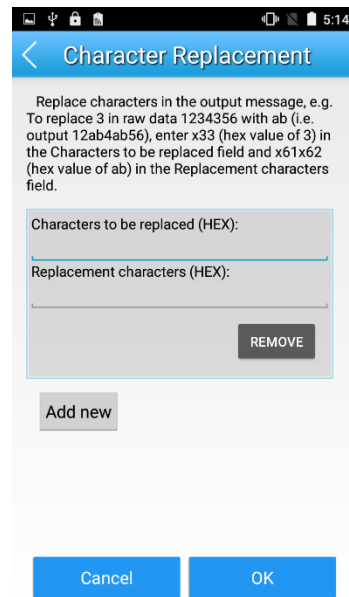 5:14
Character Replacement
Replace characters in the output message, e.g.
To replace 3 in raw data 1234356 with ab (i.e.
output 12ab4ab56), enter x33 (hex value of 3) in
the Characters to be replaced field and x61x62
(hex value of ab) in the Replacement characters
field.
Characters to be replaced (HEX):
Replacement characters (HEX):
REMOVE
Add new
Cancel
OK